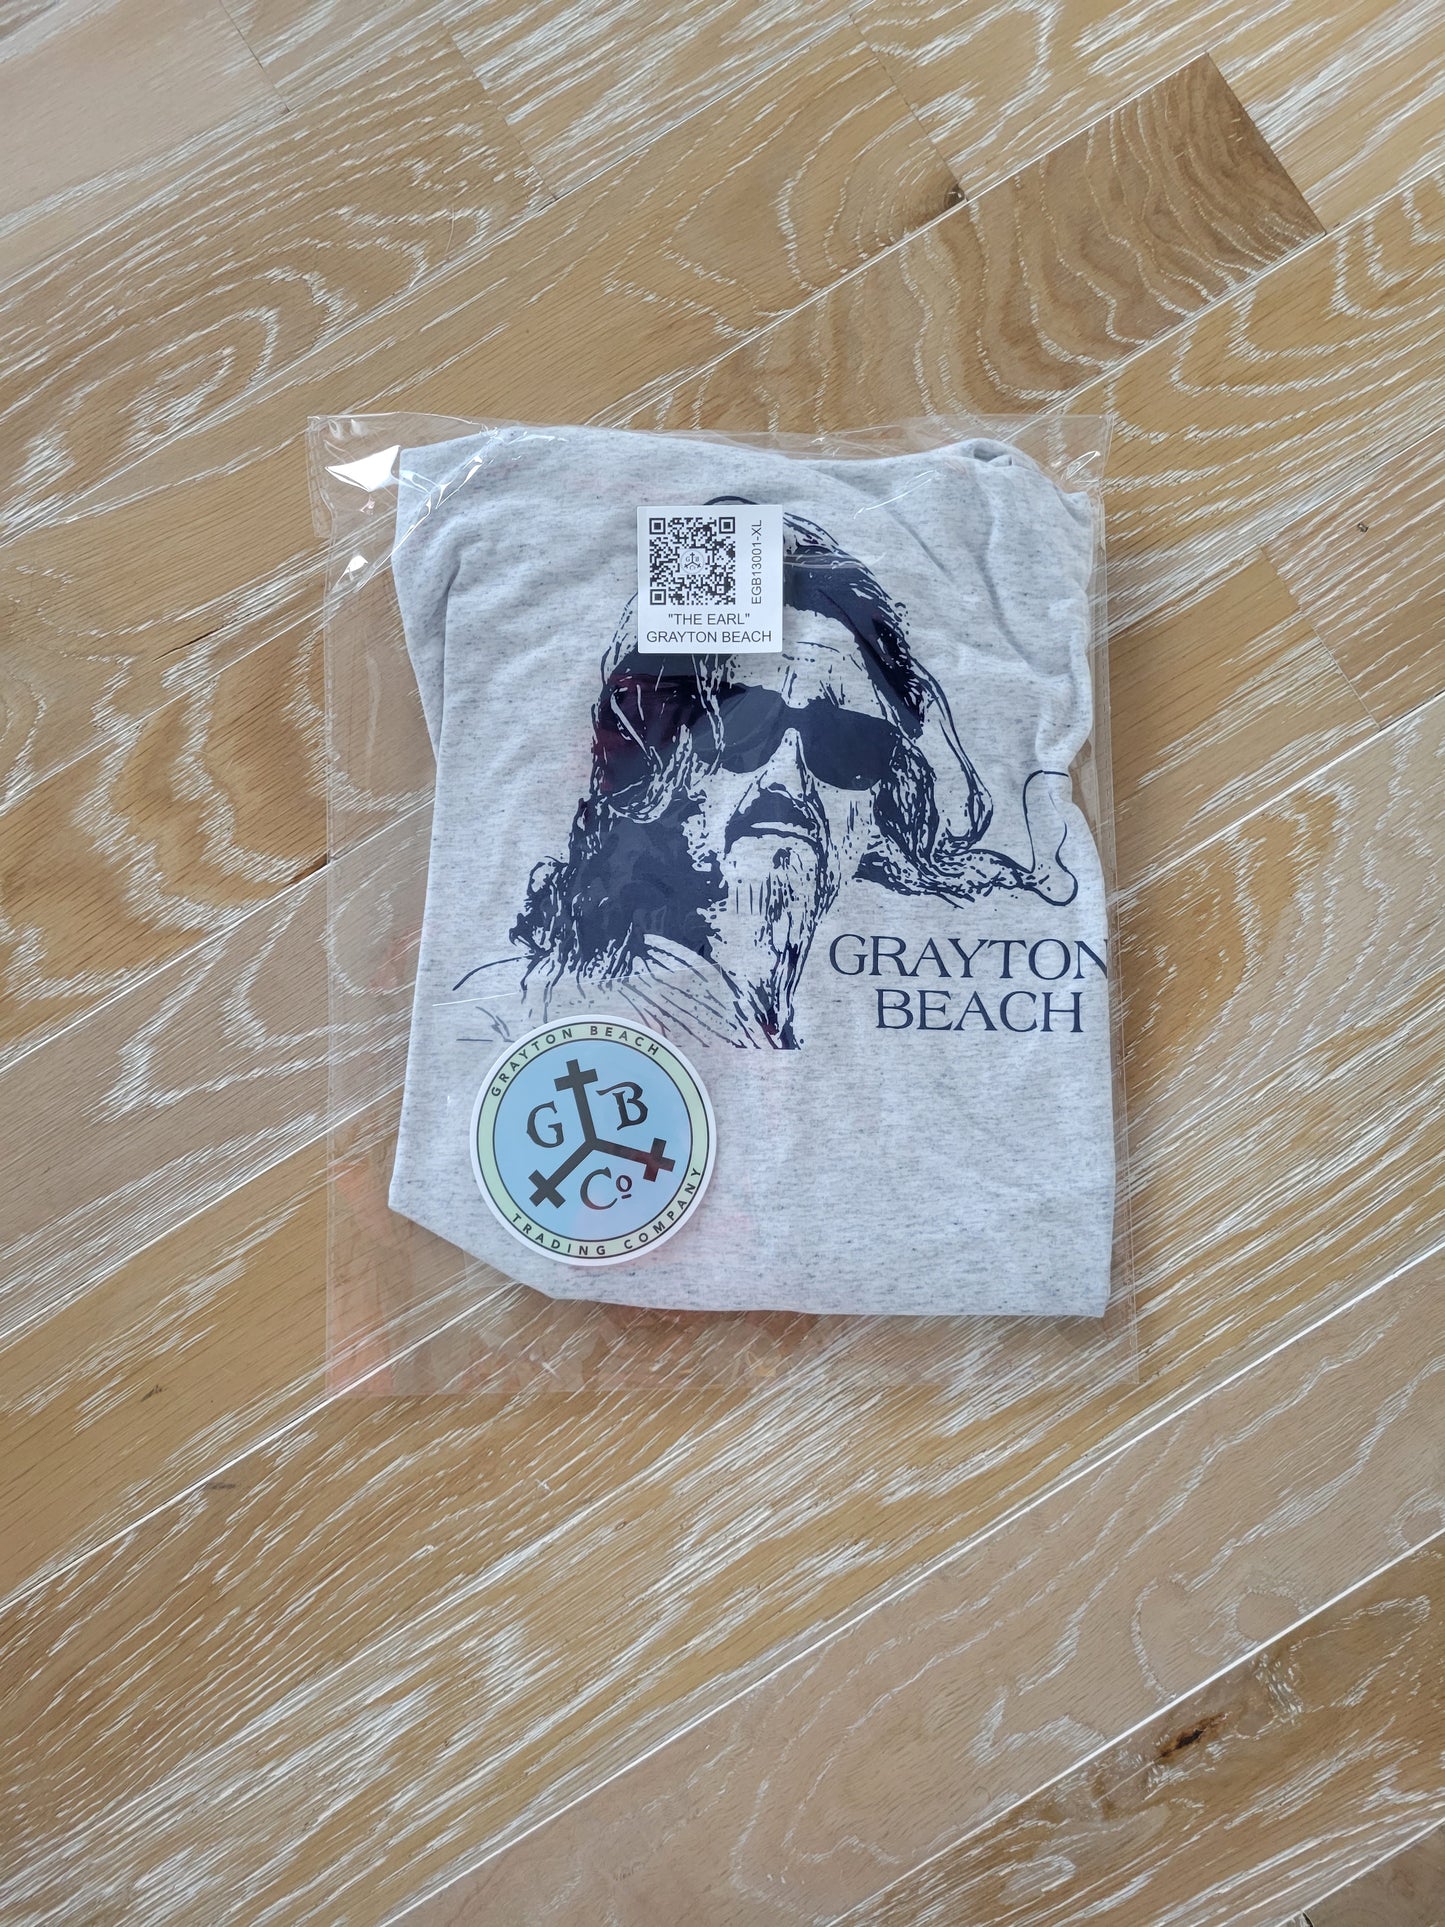 EGB13001-XL
"THE EARL"
GRAYTON BEACH
GRAYTON
BEACH
GRAYTON BEACH
G B
Co
TRADING COMPANY